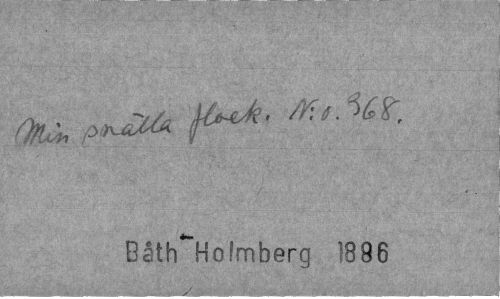 Min snälla flock. N:o. 368.
Båth-Holmberg 1886